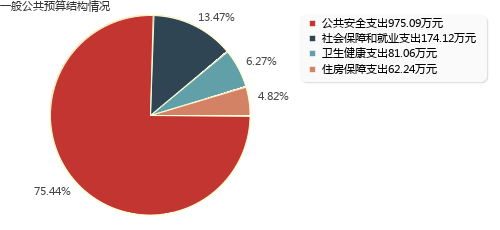 一般公共预算结构情况
13.47%
6.27%
4.82%
75.44%
公共安全支出975.09万元
社会保障和就业支出174.12万元
卫生健康支出81.06万元
住房保障支出62.24万元